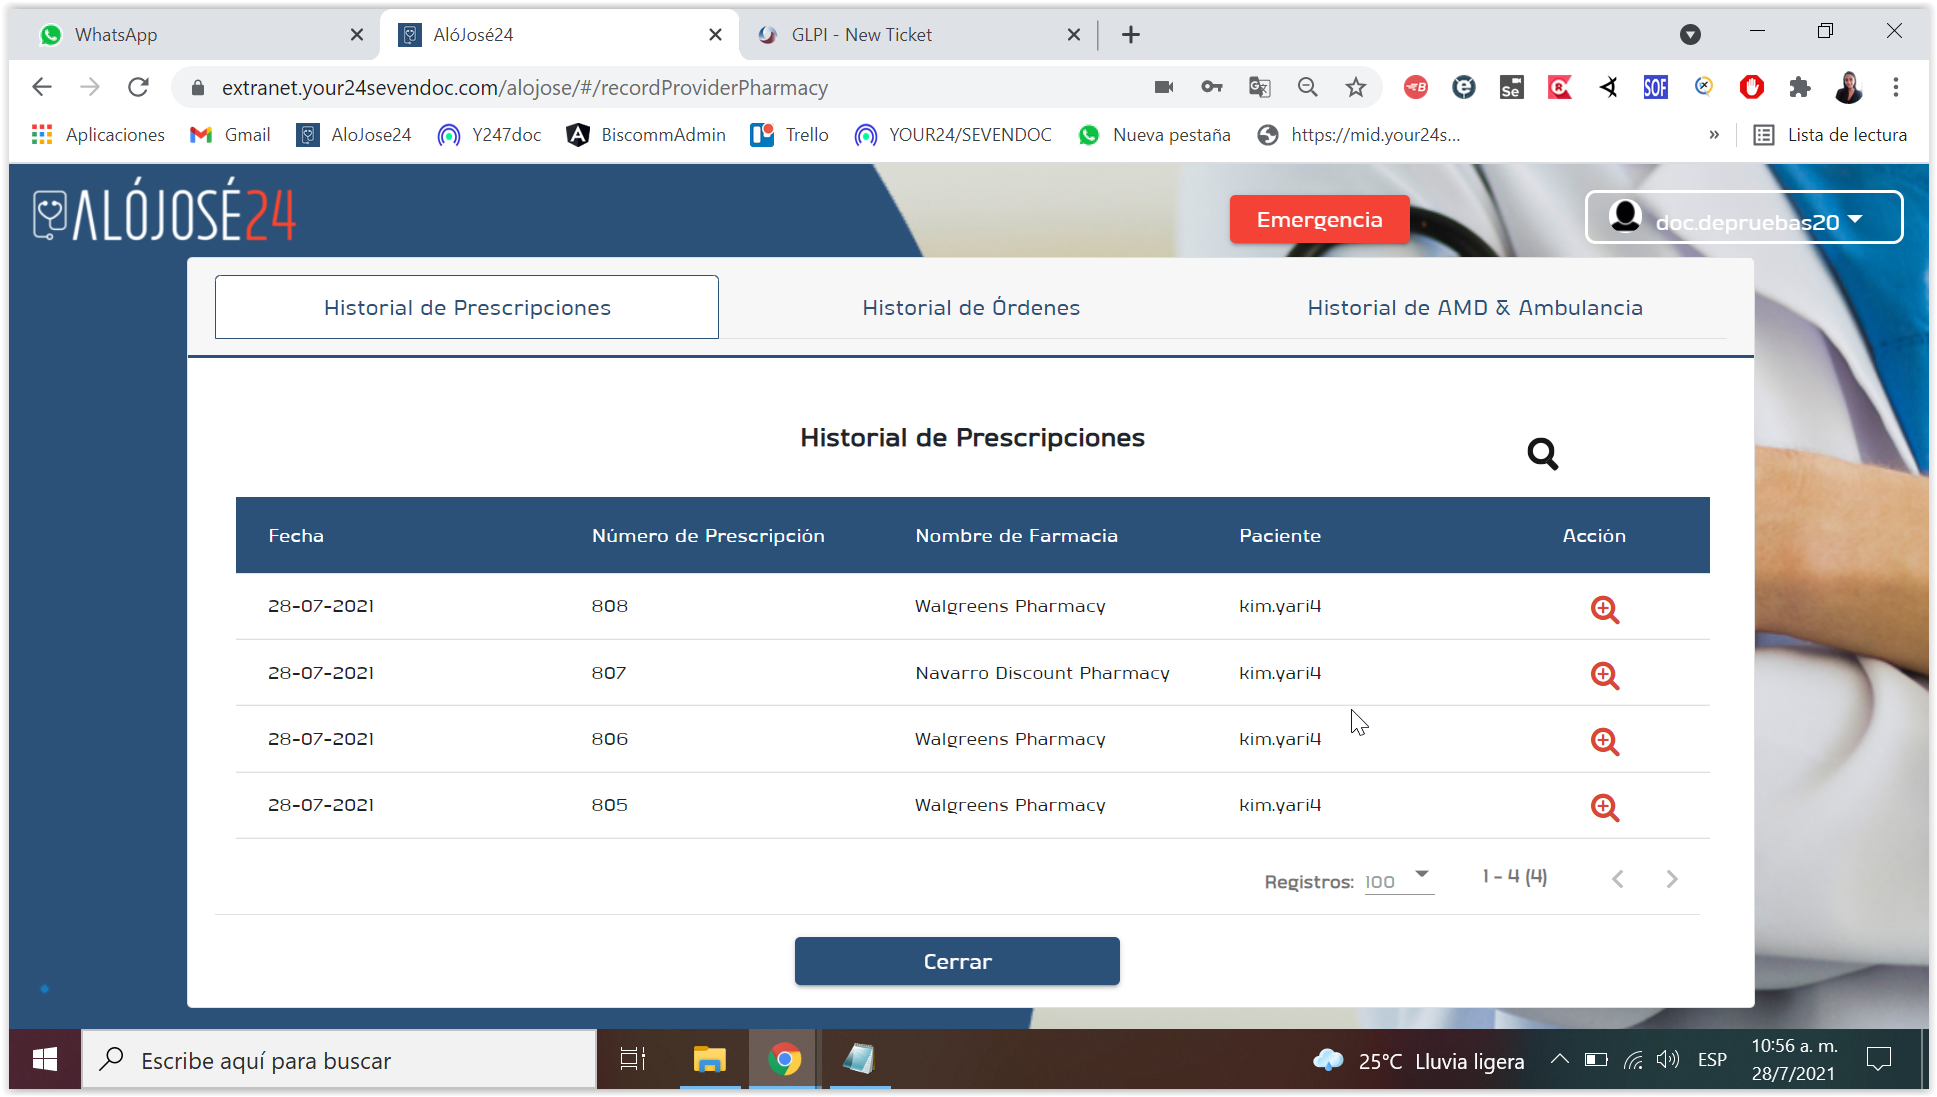 WhatsApp
AlóJosé24
GLPI - New Ticket
extranet.your24sevendoc.com/alojose/#/recordProviderPharmacy
Aplicaciones
Gmail
AloJose24
Y247doc
BiscommAdmin
Trello
YOUR24/SEVENDOC
Nueva pestaña
https://mid.your24s...
»
Lista de lectura
ALÓJOSÉ24
Emergencia
doc.depruebas20
Historial de Prescripciones
Historial de Órdenes
Historial de AMD & Ambulancia
Historial de Prescripciones
Fecha Número de Prescripción Nombre de Farmacia Paciente Acción
28-07-2021 808 Walgreens Pharmacy kim.yari4
28-07-2021 807 Navarro Discount Pharmacy kim.yari4
28-07-2021 806 Walgreens Pharmacy kim.yari4
28-07-2021 805 Walgreens Pharmacy kim.yari4
Registros: 100 1 - 4 (4)
Cerrar
Escribe aquí para buscar
25°C Lluvia ligera
ESP
10:56 a. m.
28/7/2021
Se
SOF